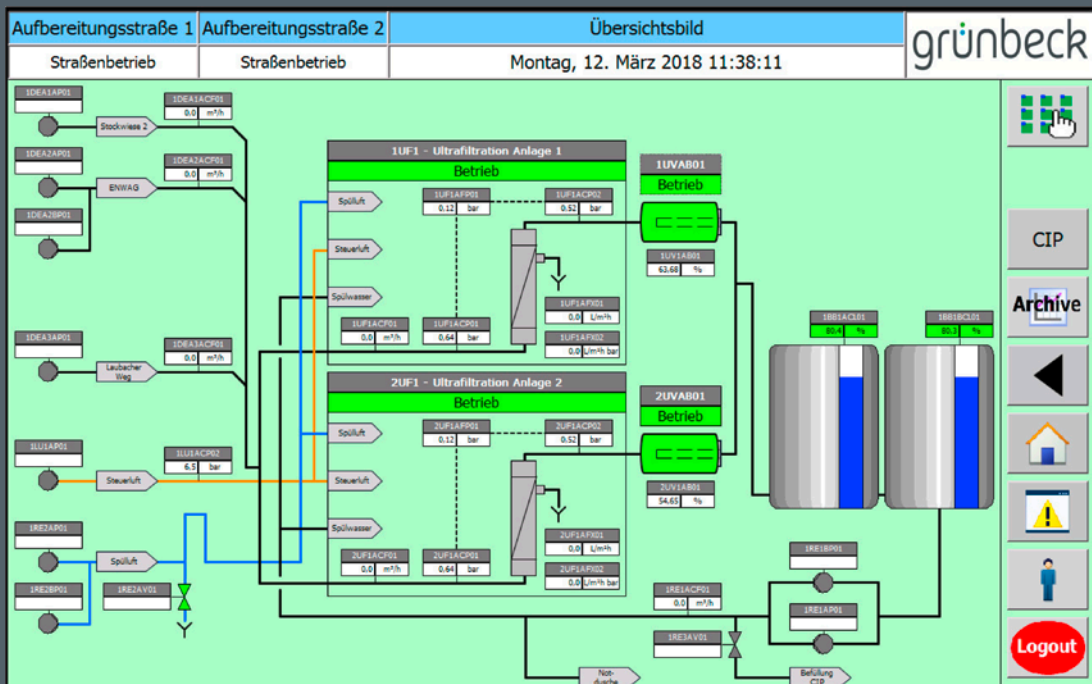 Aufbereitungsstraße 1
Aufbereitungsstraße 2
Übersichtsbild
grünbeck
Straßenbetrieb
Straßenbetrieb
Montag, 12. März 2018 11:38:11
1DEA1AP01
Stockwiese 2
1DEA1ACF01
0.0 m³/h
1DEA2AP01
ENWAG
1DEA2ACF01
0.0 m³/h
1DEA2BP01
1DEA3AP01
Laubacher
Weg
1DEA3ACF01
0.0 m³/h
1LU1AP01
Steuerluft
1LU1ACP02
6.5 bar
1RE2AP01
Spülluft
1RE2BP01
1RE2AV01
1UF1 - Ultrafiltration Anlage 1
Betrieb
Spülluft
Steuerluft
Spülwasser
1UF1AFP01
0.12 bar
1UF1ACP02
0.52 bar
1UF1ACF01
0.0 m³/h
1UF1ACP01
0.64 bar
1UF1AFX01
0.0 L/m²h
1UF1AFX02
0.0 L/m²h bar
2UF1 - Ultrafiltration Anlage 2
Betrieb
Spülluft
Steuerluft
Spülwasser
2UF1AFP01
0.12 bar
2UF1ACP02
0.52 bar
2UF1ACF01
0.0 m³/h
2UF1ACP01
0.64 bar
2UF1AFX01
0.0 L/m²h
2UF1AFX02
0.0 L/m²h bar
1UVAB01
Betrieb
1UV1AB01
63.68 %
2UVAB01
Betrieb
2UV1AB01
54.65 %
1BB1ACL01
80.4 %
1BB1BCL01
80.3 %
1RE1BP01
1RE1ACF01
0.0 m³/h
1RE1AP01
1RE3AV01
Not-
dusche
Befüllung
CIP
CIP
Archive
Logout